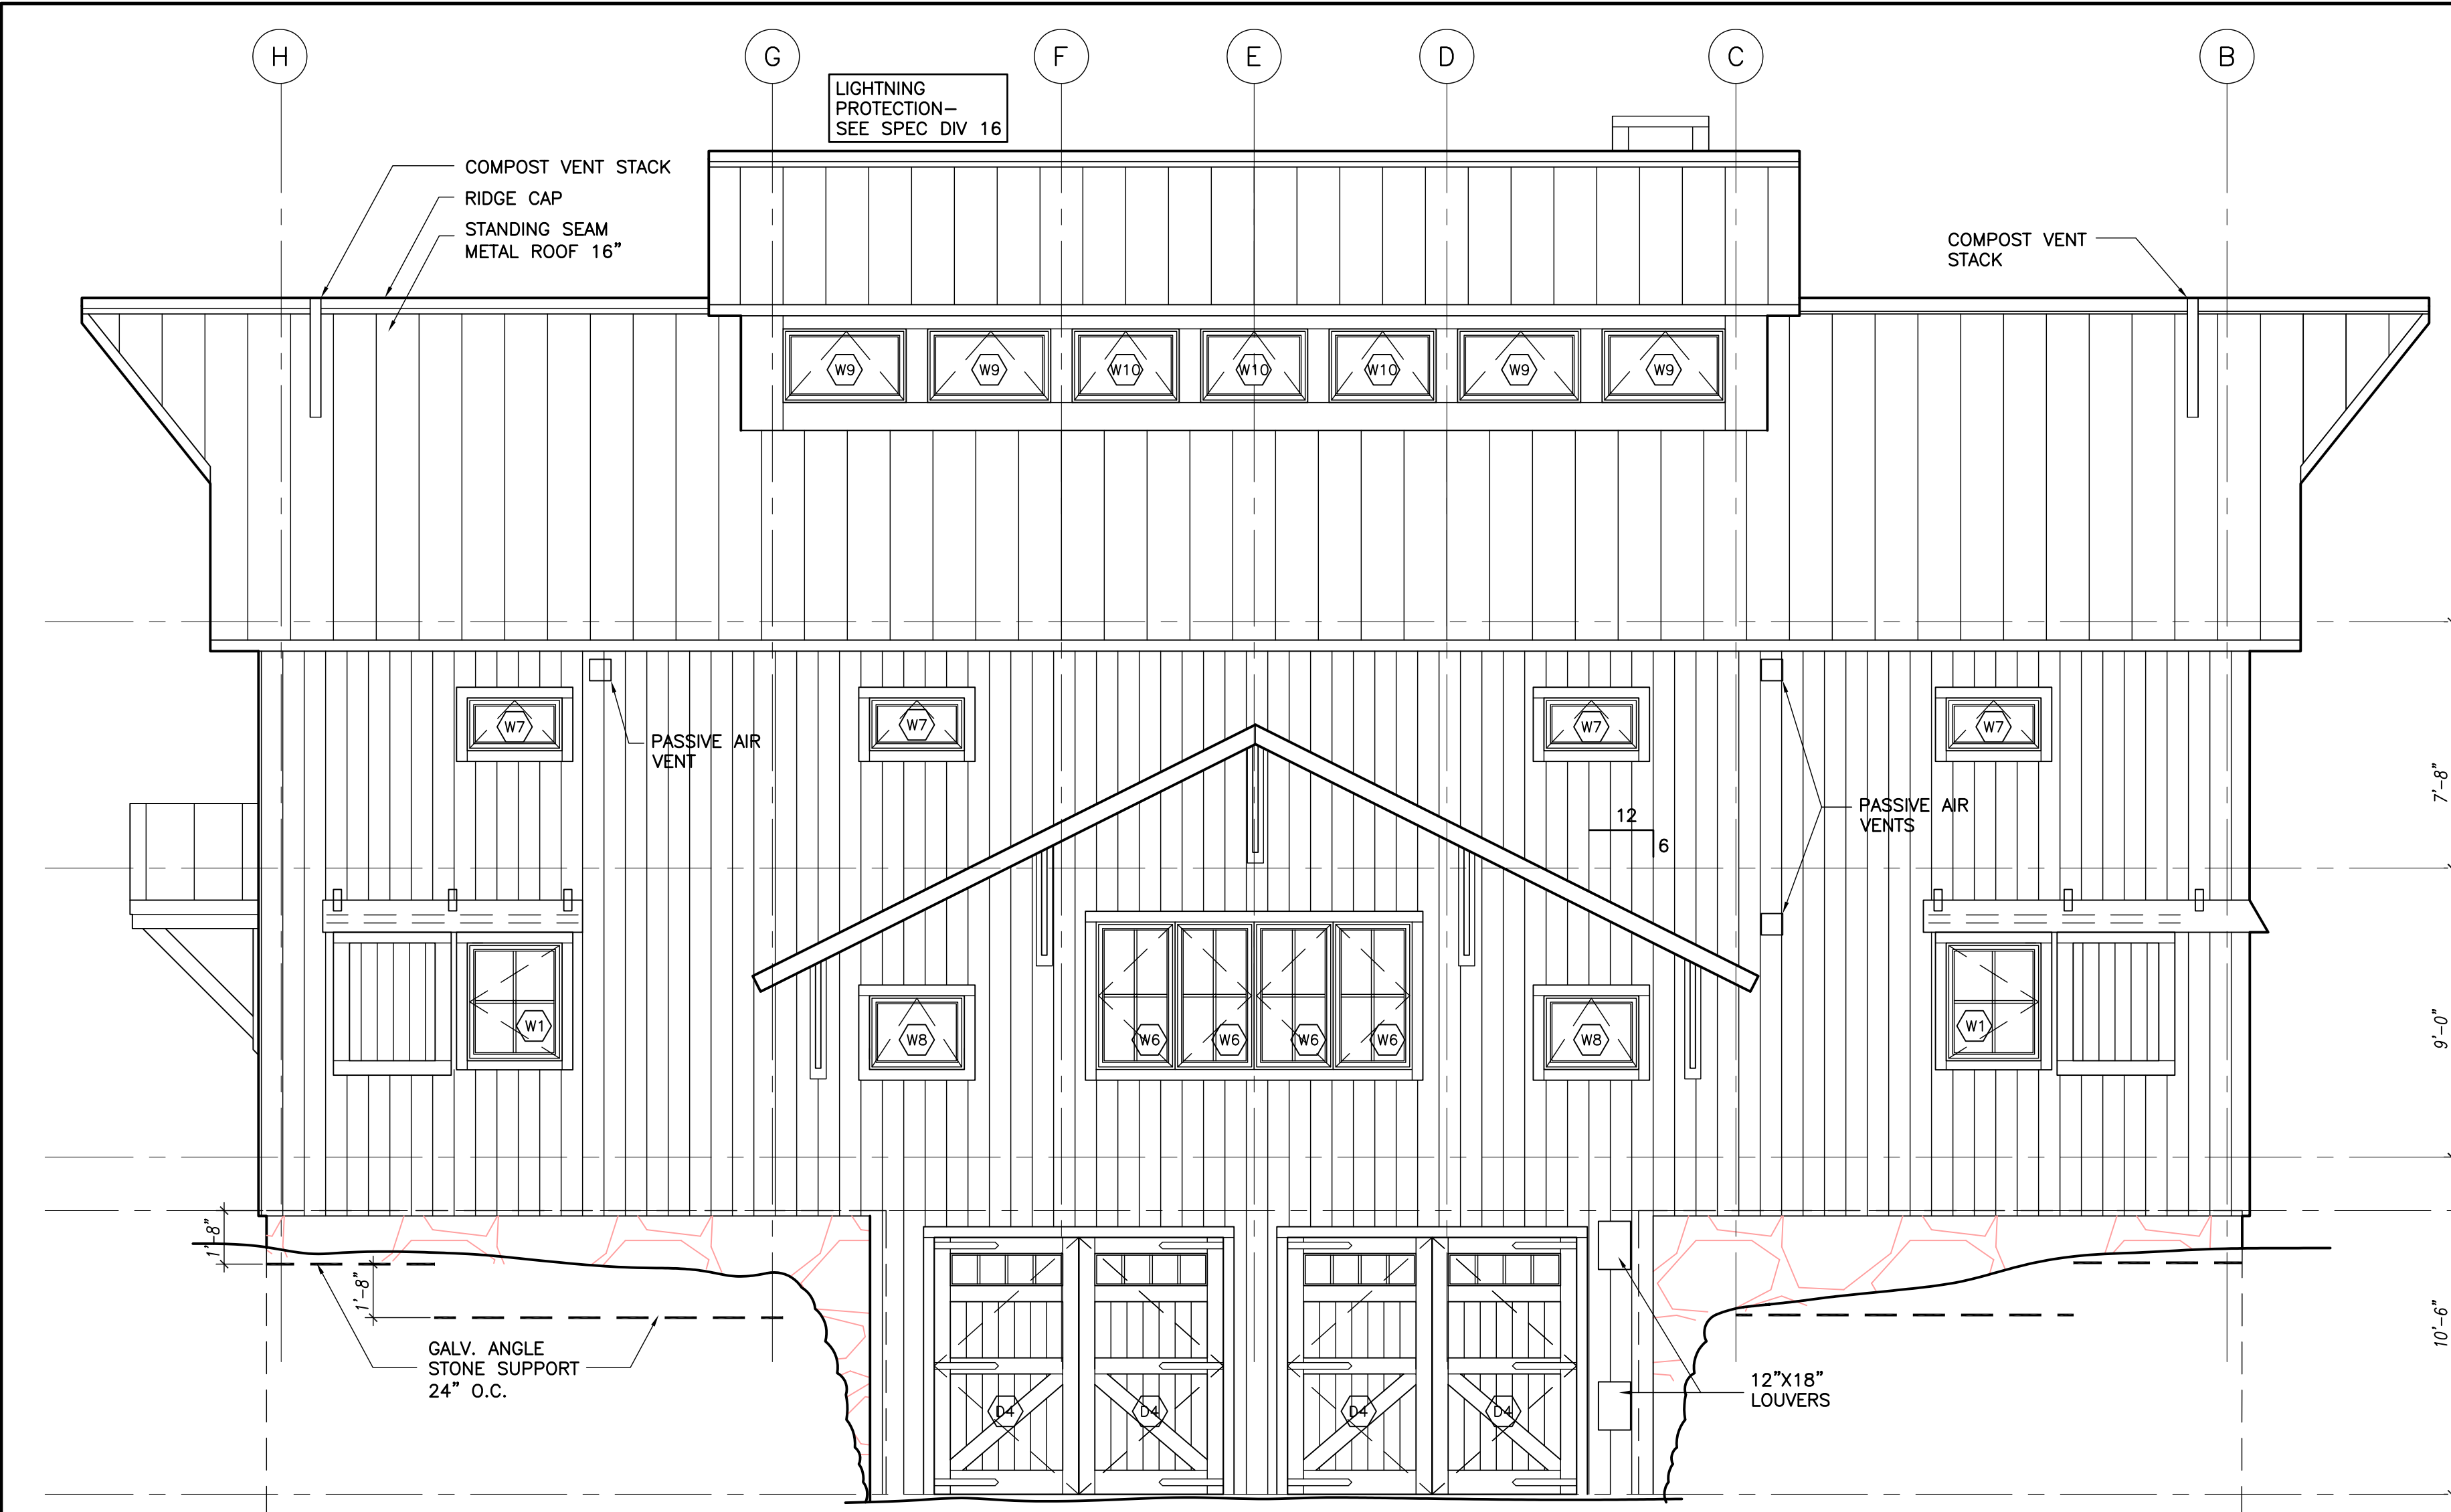 H
G
F
E
D
C
B
LIGHTNING
PROTECTION–
SEE SPEC DIV 16
COMPOST VENT STACK
RIDGE CAP
STANDING SEAM
METAL ROOF 16”
COMPOST VENT
STACK
W9
W9
W10
W10
W10
W9
W9
W7
W7
W7
W7
PASSIVE AIR
VENT
7'-8”
PASSIVE AIR
VENTS
12
6
W1
W8
W6
W6
W6
W6
W8
W1
9'-0”
1'-8”
1'-8”
10'-6”
GALV. ANGLE
STONE SUPPORT
24” O.C.
D4
D4
D4
D4
12”X18”
LOUVERS